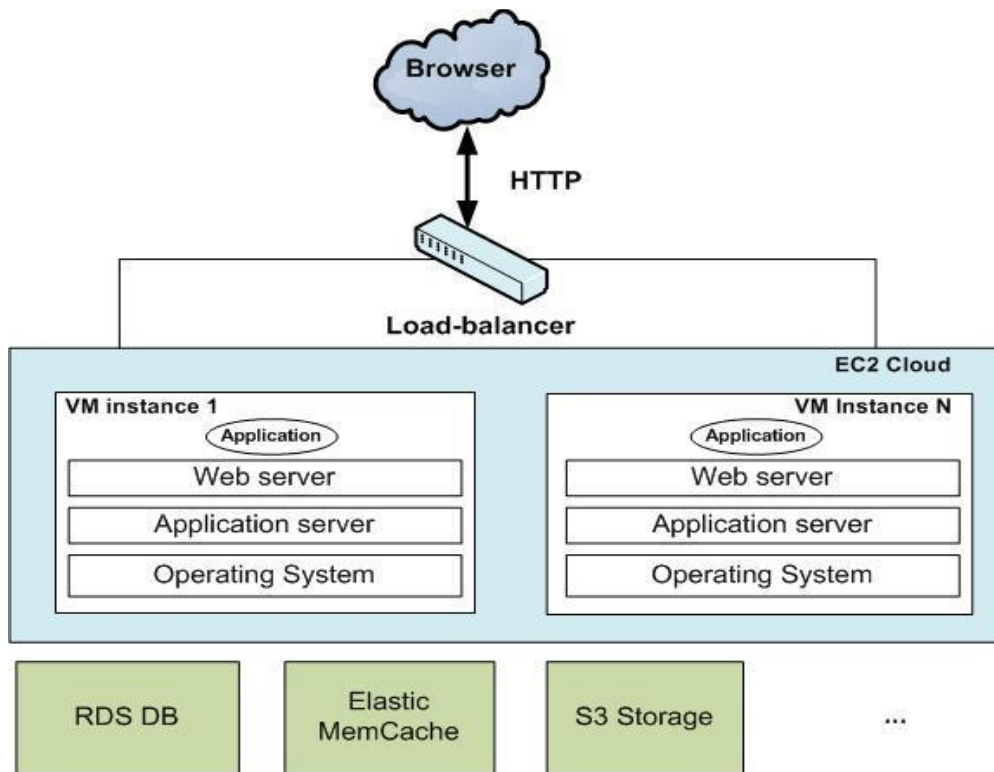 Browser
HTTP
Load-balancer
EC2 Cloud
VM instance 1
Application
Web server
Application server
Operating System
VM Instance N
Application
Web server
Application server
Operating System
RDS DB
Elastic
MemCache
S3 Storage
...